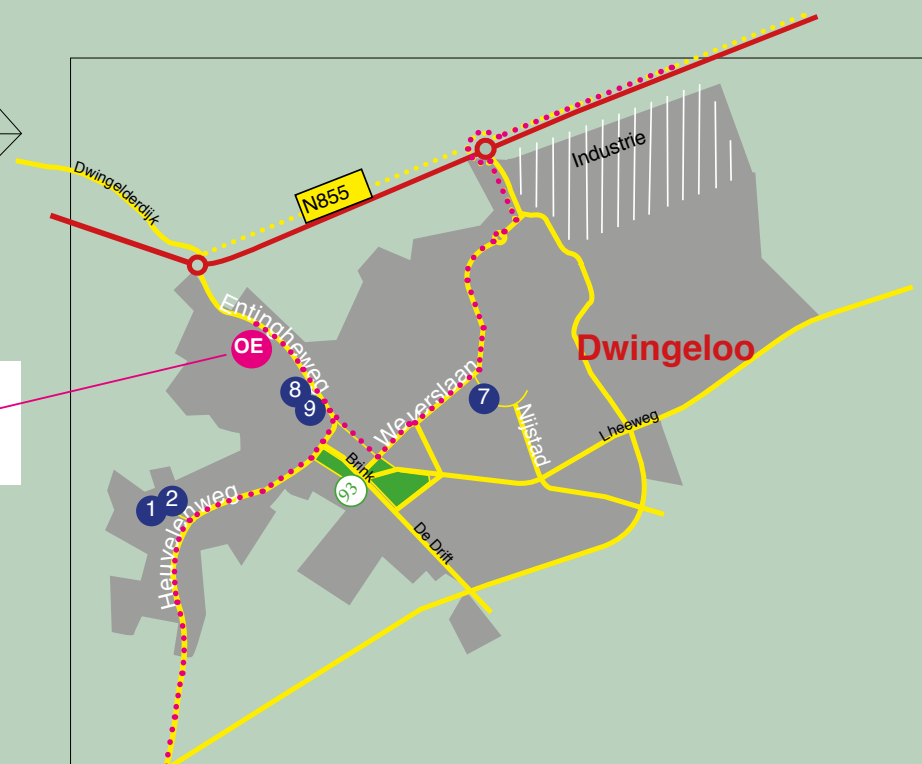 Dwingelderdijk
N855
Industrie
Entingheweg
OE
Dwingeloo
8
9
7
Weverslaan
Nijstad
Lheeweg
Brink
93
1
2
Heuvelenweg
De Drift